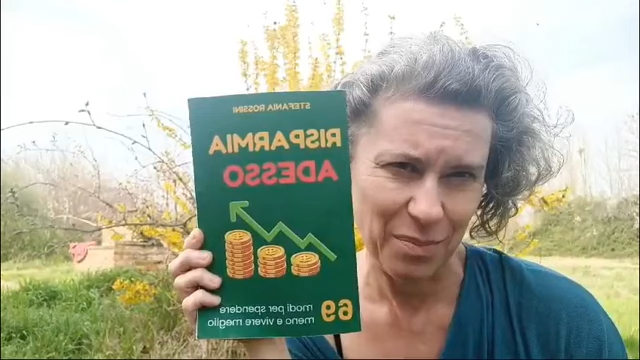 STEFANIA ROSSINI
RISPARMIA
ADESSO
69 modi per spendere
meno e vivere meglio